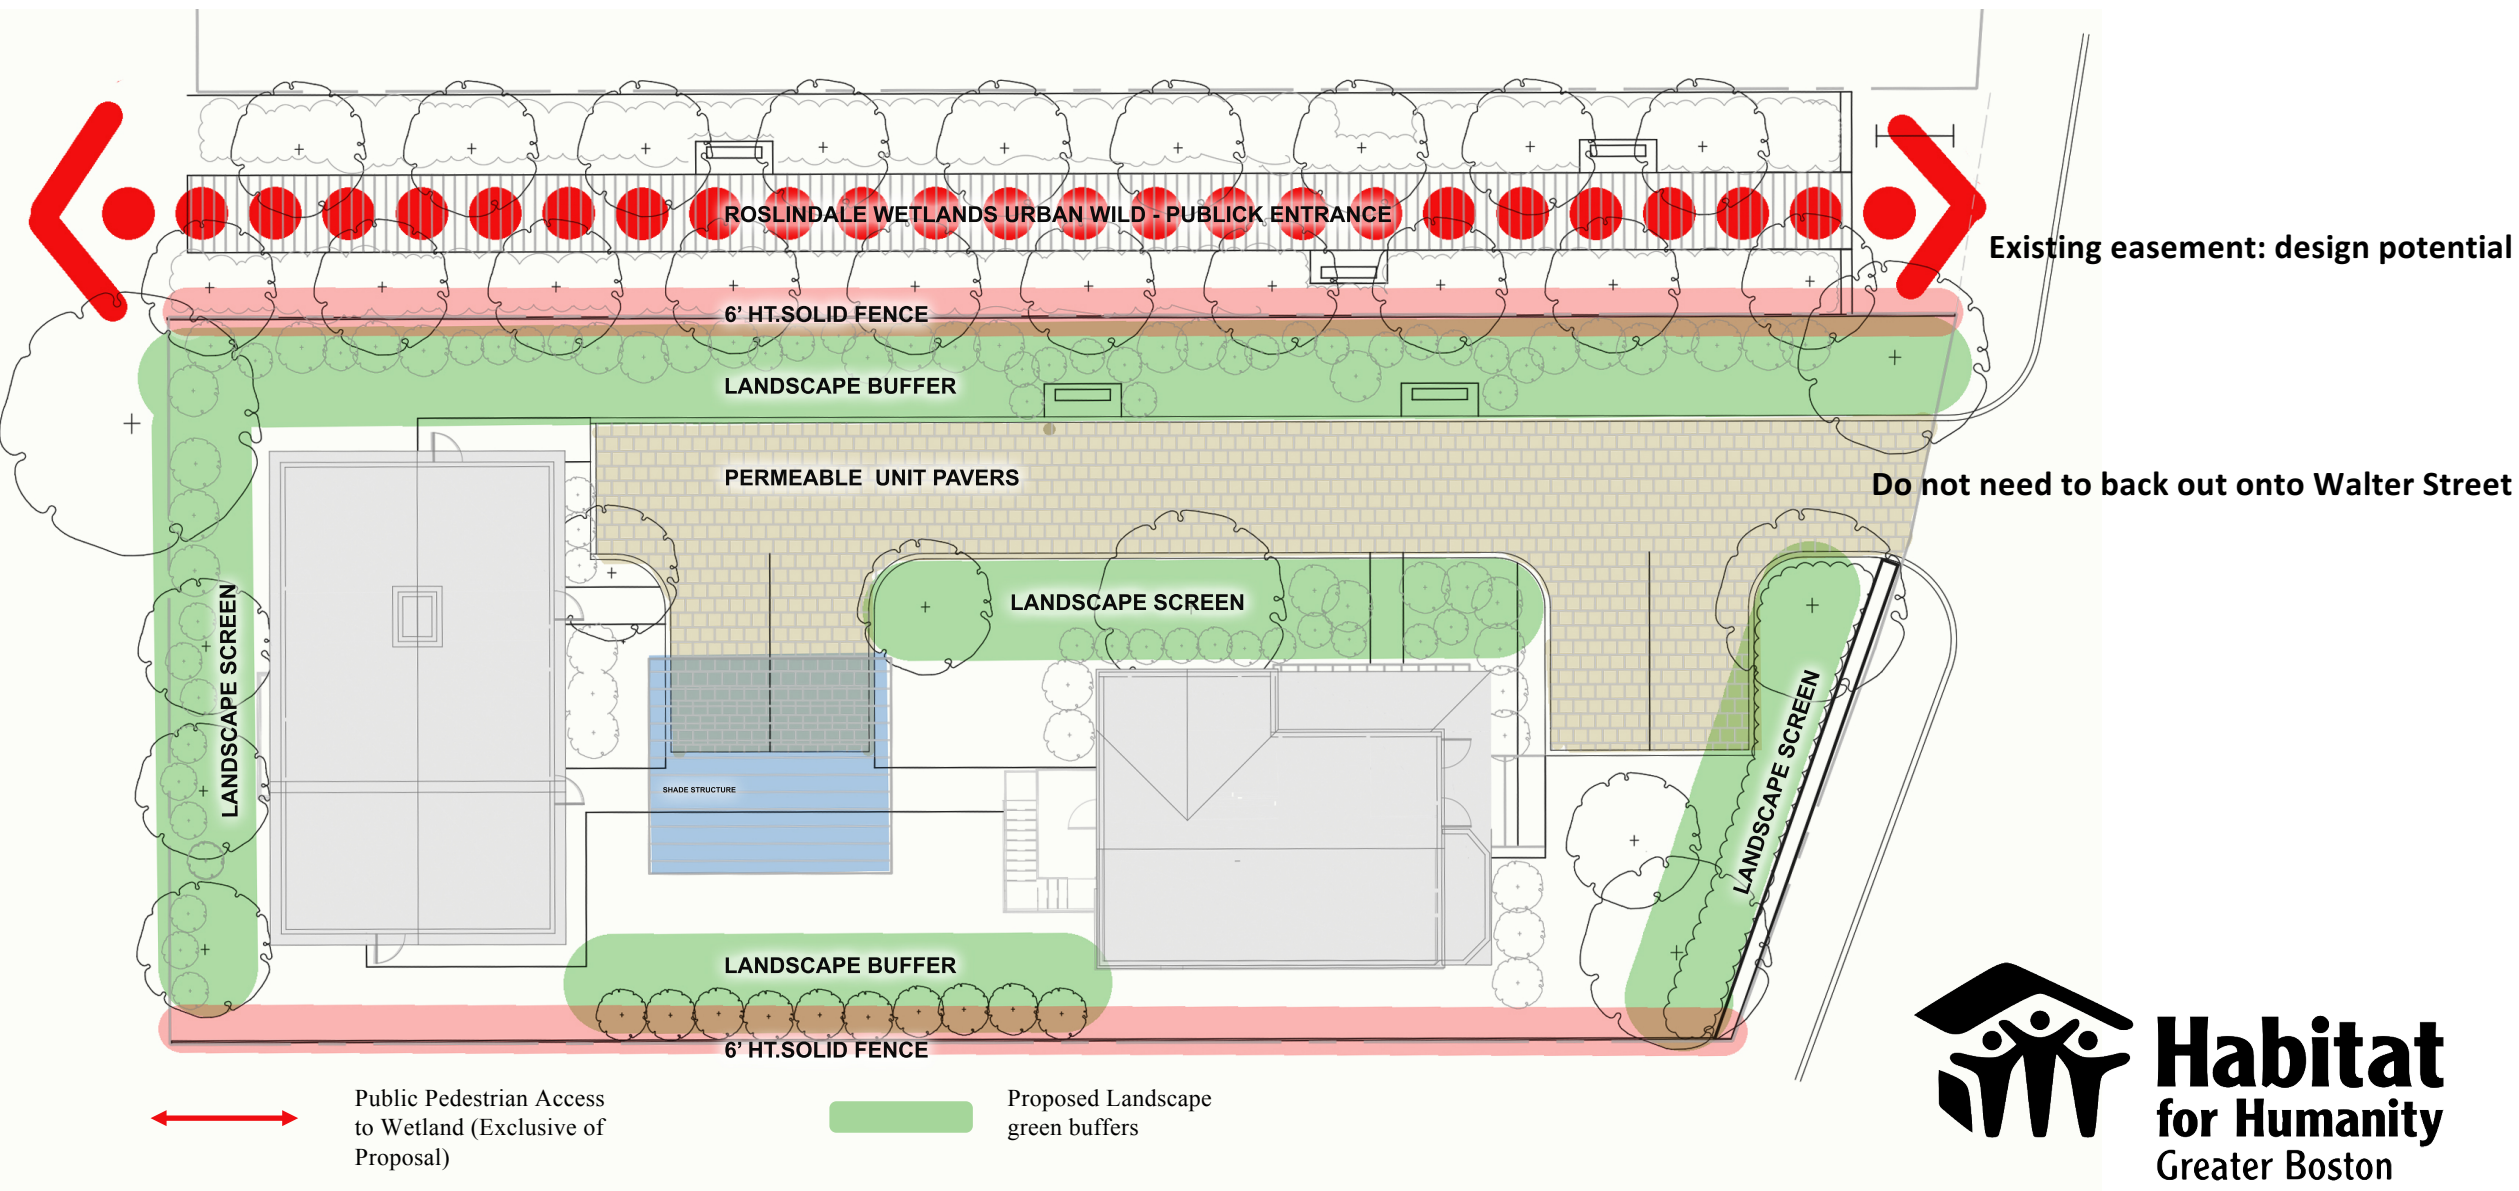 ROSLINDALE WETLANDS URBAN WILD - PUBLICK ENTRANCE
Existing easement: design potential
6' HT.SOLID FENCE
LANDSCAPE BUFFER
PERMEABLE UNIT PAVERS
Do not need to back out onto Walter Street
LANDSCAPE SCREEN
LANDSCAPE SCREEN
LANDSCAPE SCREEN
SHADE STRUCTURE
LANDSCAPE BUFFER
6' HT.SOLID FENCE
Public Pedestrian Access
to Wetland (Exclusive of
Proposal)
Proposed Landscape
green buffers
Habitat
for Humanity
Greater Boston